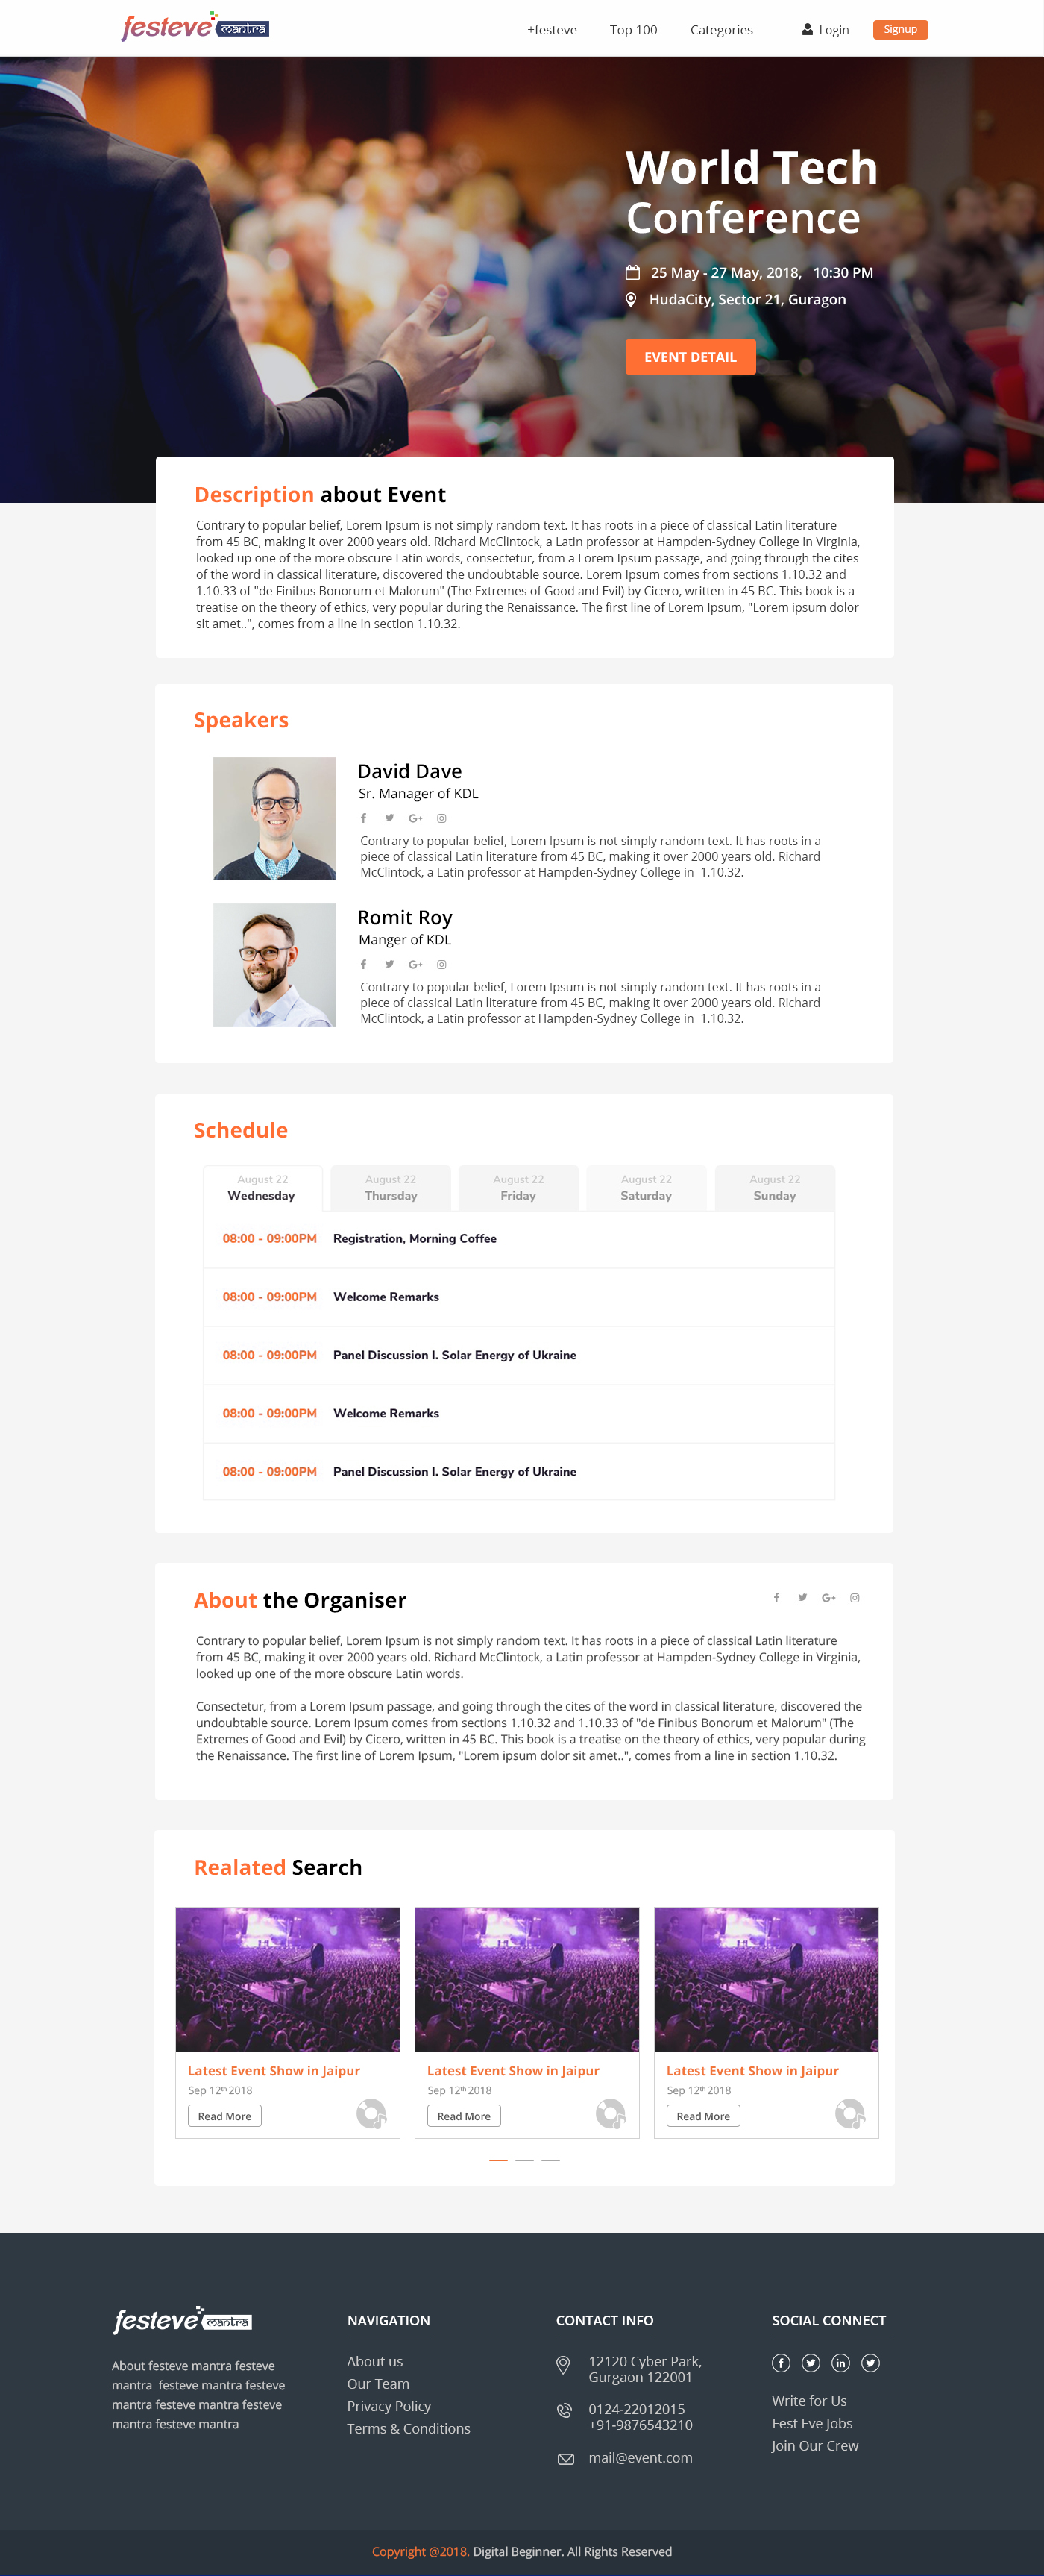 festeve mantra
+festeve Top 100 Categories Login Signup
World Tech
Conference
25 May - 27 May, 2018, 10:30 PM
HudaCity, Sector 21, Guragon
EVENT DETAIL
Description about Event
Contrary to popular belief, Lorem Ipsum is not simply random text. It has roots in a piece of classical Latin literature
from 45 BC, making it over 2000 years old. Richard McClintock, a Latin professor at Hampden-Sydney College in Virginia,
looked up one of the more obscure Latin words, consectetur, from a Lorem Ipsum passage, and going through the cites
of the word in classical literature, discovered the undoubtable source. Lorem Ipsum comes from sections 1.10.32 and
1.10.33 of "de Finibus Bonorum et Malorum" (The Extremes of Good and Evil) by Cicero, written in 45 BC. This book is a
treatise on the theory of ethics, very popular during the Renaissance. The first line of Lorem Ipsum, "Lorem ipsum dolor
sit amet..", comes from a line in section 1.10.32.
Speakers
David Dave
Sr. Manager of KDL
Contrary to popular belief, Lorem Ipsum is not simply random text. It has roots in a
piece of classical Latin literature from 45 BC, making it over 2000 years old. Richard
McClintock, a Latin professor at Hampden-Sydney College in 1.10.32.
Romit Roy
Manger of KDL
Contrary to popular belief, Lorem Ipsum is not simply random text. It has roots in a
piece of classical Latin literature from 45 BC, making it over 2000 years old. Richard
McClintock, a Latin professor at Hampden-Sydney College in 1.10.32.
Schedule
August 22 August 22 August 22 August 22 August 22
Wednesday Thursday Friday Saturday Sunday
08:00 - 09:00PM Registration, Morning Coffee
08:00 - 09:00PM Welcome Remarks
08:00 - 09:00PM Panel Discussion I. Solar Energy of Ukraine
08:00 - 09:00PM Welcome Remarks
08:00 - 09:00PM Panel Discussion I. Solar Energy of Ukraine
About the Organiser
Contrary to popular belief, Lorem Ipsum is not simply random text. It has roots in a piece of classical Latin literature
from 45 BC, making it over 2000 years old. Richard McClintock, a Latin professor at Hampden-Sydney College in Virginia,
looked up one of the more obscure Latin words.
Consectetur, from a Lorem Ipsum passage, and going through the cites of the word in classical literature, discovered the
undoubtable source. Lorem Ipsum comes from sections 1.10.32 and 1.10.33 of "de Finibus Bonorum et Malorum" (The
Extremes of Good and Evil) by Cicero, written in 45 BC. This book is a treatise on the theory of ethics, very popular during
the Renaissance. The first line of Lorem Ipsum, "Lorem ipsum dolor sit amet..", comes from a line in section 1.10.32.
Realated Search
Latest Event Show in Jaipur
Sep 12th 2018
Read More
Latest Event Show in Jaipur
Sep 12th 2018
Read More
Latest Event Show in Jaipur
Sep 12th 2018
Read More
festeve mantra
About festeve mantra festeve
mantra festeve mantra festeve
mantra festeve mantra festeve
mantra festeve mantra
NAVIGATION
About us
Our Team
Privacy Policy
Terms & Conditions
CONTACT INFO
12120 Cyber Park,
Gurgaon 122001
0124-22012015
+91-9876543210
mail@event.com
SOCIAL CONNECT
Write for Us
Fest Eve Jobs
Join Our Crew
Copyright @2018. Digital Beginner. All Rights Reserved